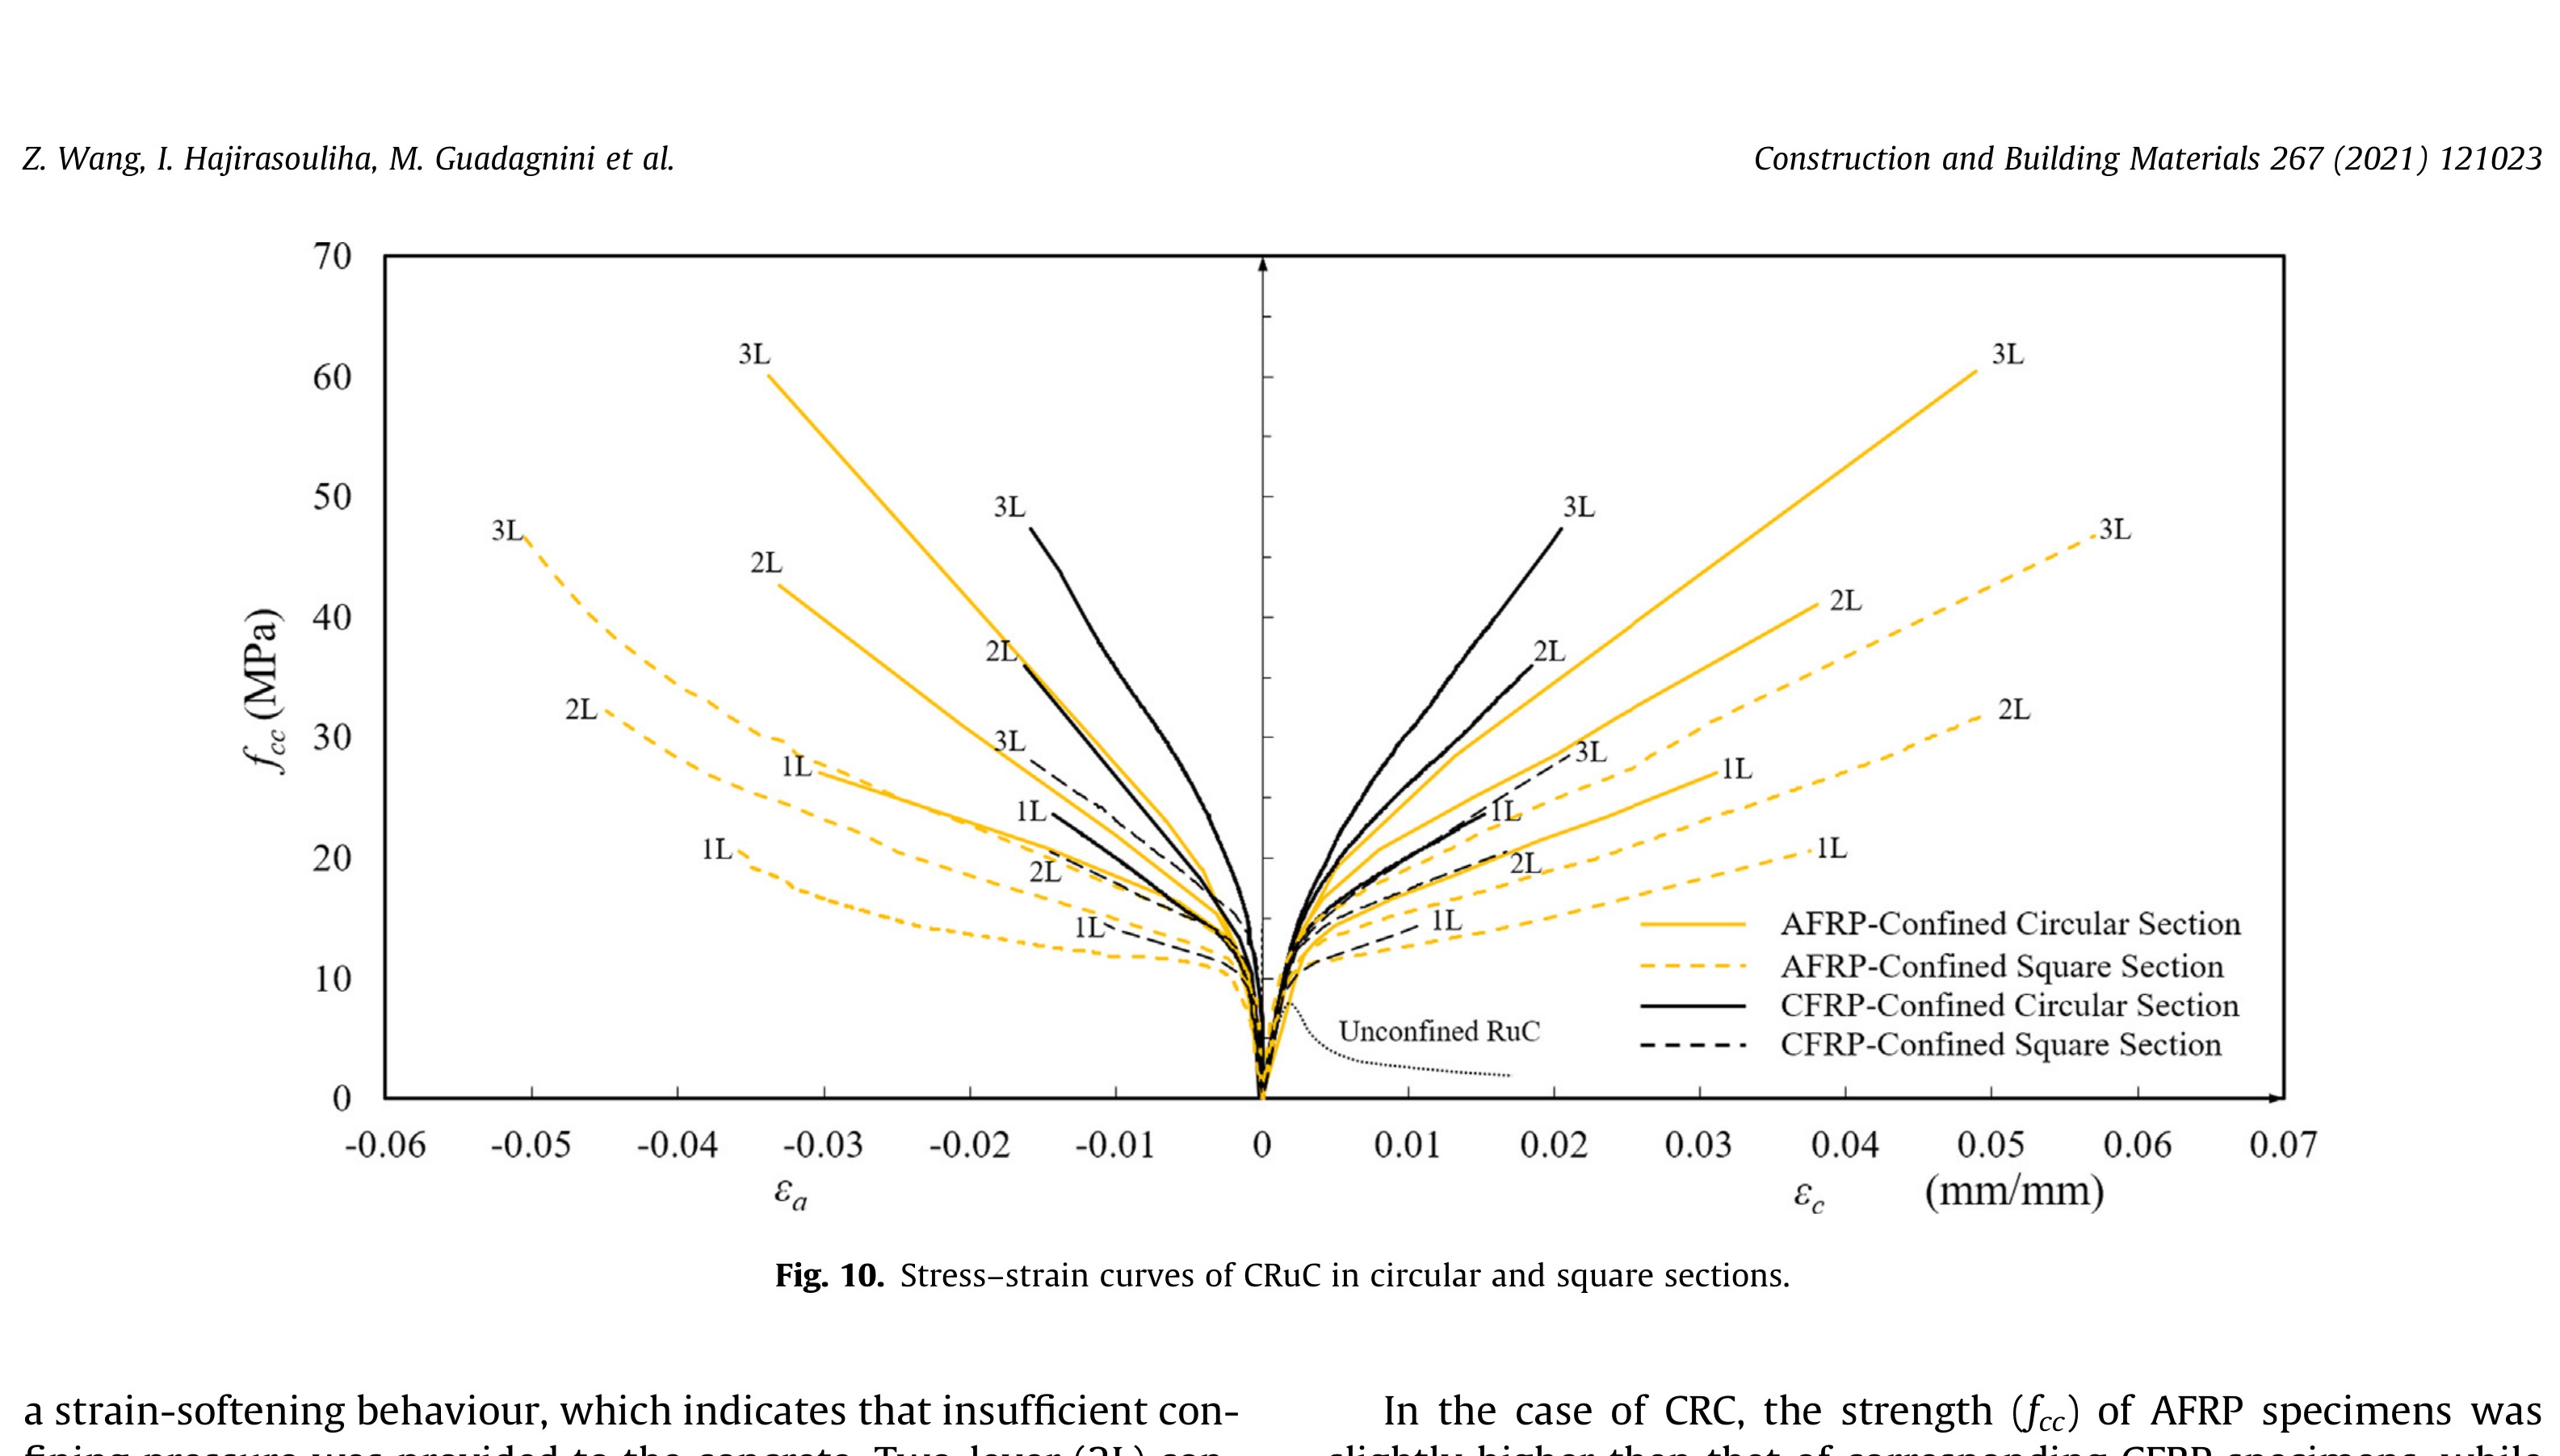 Z. Wang, I. Hajirasouliha, M. Guadagnini et al.
Construction and Building Materials 267 (2021) 121023
70
60
50
40
30
20
10
0
fcc (MPa)
3L
3L
3L
3L
3L
3L
2L
2L
2L
2L
2L
2L
3L
3L
1L
1L
1L
1L
1L
1L
2L
2L
1L
1L
Unconfined RuC
AFRP-Confined Circular Section
AFRP-Confined Square Section
CFRP-Confined Circular Section
CFRP-Confined Square Section
-0.06 -0.05 -0.04 -0.03 -0.02 -0.01 0 0.01 0.02 0.03 0.04 0.05 0.06 0.07
εa
εc (mm/mm)
Fig. 10. Stress–strain curves of CRuC in circular and square sections.
a strain-softening behaviour, which indicates that insufficient con-
In the case of CRC, the strength (fcc) of AFRP specimens was